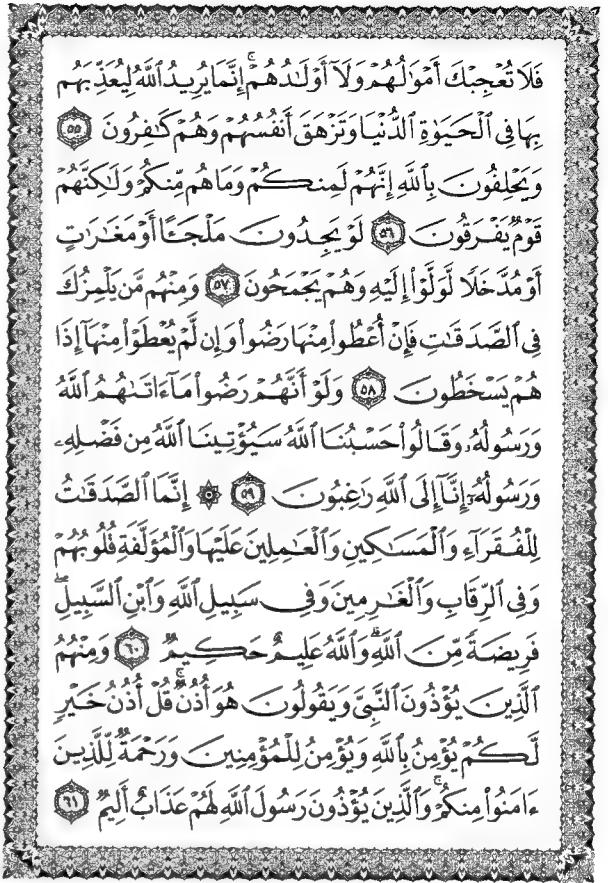 فَلَا تُعْجِبْكَ أَمْوَٰلُهُمْ وَلَآ أَوْلَٰدُهُمْ ۚ إِنَّمَا يُرِيدُ ٱللَّهُ لِيُعَذِّبَهُم
بِهَا فِى ٱلْحَيَوٰةِ ٱلدُّنْيَا وَتَزْهَقَ أَنفُسُهُمْ وَهُمْ كَٰفِرُونَ ٥٥
وَيَحْلِفُونَ بِٱللَّهِ إِنَّهُمْ لَمِنكُمْ وَمَا هُم مِّنكُمْ وَلَٰكِنَّهُمْ
قَوْمٌ يَفْرَقُونَ ٥٦ لَوْ يَجِدُونَ مَلْجَـًٔا أَوْ مَغَٰرَٰتٍ
أَوْ مُدَّخَلًا لَّوَلَّوْا۟ إِلَيْهِ وَهُمْ يَجْمَحُونَ ٥٧ وَمِنْهُم مَّن يَلْمِزُكَ
فِى ٱلصَّدَقَٰتِ فَإِنْ أُعْطُوا۟ مِنْهَا رَضُوا۟ وَإِن لَّمْ يُعْطَوْا۟ مِنْهَآ إِذَا
هُمْ يَسْخَطُونَ ٥٨ وَلَوْ أَنَّهُمْ رَضُوا۟ مَآ ءَاتَىٰهُمُ ٱللَّهُ
وَرَسُولُهُۥ وَقَالُوا۟ حَسْبُنَا ٱللَّهُ سَيُؤْتِينَا ٱللَّهُ مِن فَضْلِهِۦ
وَرَسُولُهُۥٓ إِنَّآ إِلَى ٱللَّهِ رَٰغِبُونَ ٥٩ ۞ إِنَّمَا ٱلصَّدَقَٰتُ
لِلْفُقَرَآءِ وَٱلْمَسَٰكِينِ وَٱلْعَٰمِلِينَ عَلَيْهَا وَٱلْمُؤَلَّفَةِ قُلُوبُهُمْ
وَفِى ٱلرِّقَابِ وَٱلْغَٰرِمِينَ وَفِى سَبِيلِ ٱللَّهِ وَٱبْنِ ٱلسَّبِيلِ ۖ
فَرِيضَةً مِّنَ ٱللَّهِ ۗ وَٱللَّهُ عَلِيمٌ حَكِيمٌ ٦٠ وَمِنْهُمُ
ٱلَّذِينَ يُؤْذُونَ ٱلنَّبِىَّ وَيَقُولُونَ هُوَ أُذُنٌ ۚ قُلْ أُذُنُ خَيْرٍ
لَّكُمْ يُؤْمِنُ بِٱللَّهِ وَيُؤْمِنُ لِلْمُؤْمِنِينَ وَرَحْمَةٌ لِّلَّذِينَ
ءَامَنُوا۟ مِنكُمْ ۚ وَٱلَّذِينَ يُؤْذُونَ رَسُولَ ٱللَّهِ لَهُمْ عَذَابٌ أَلِيمٌ ٦١